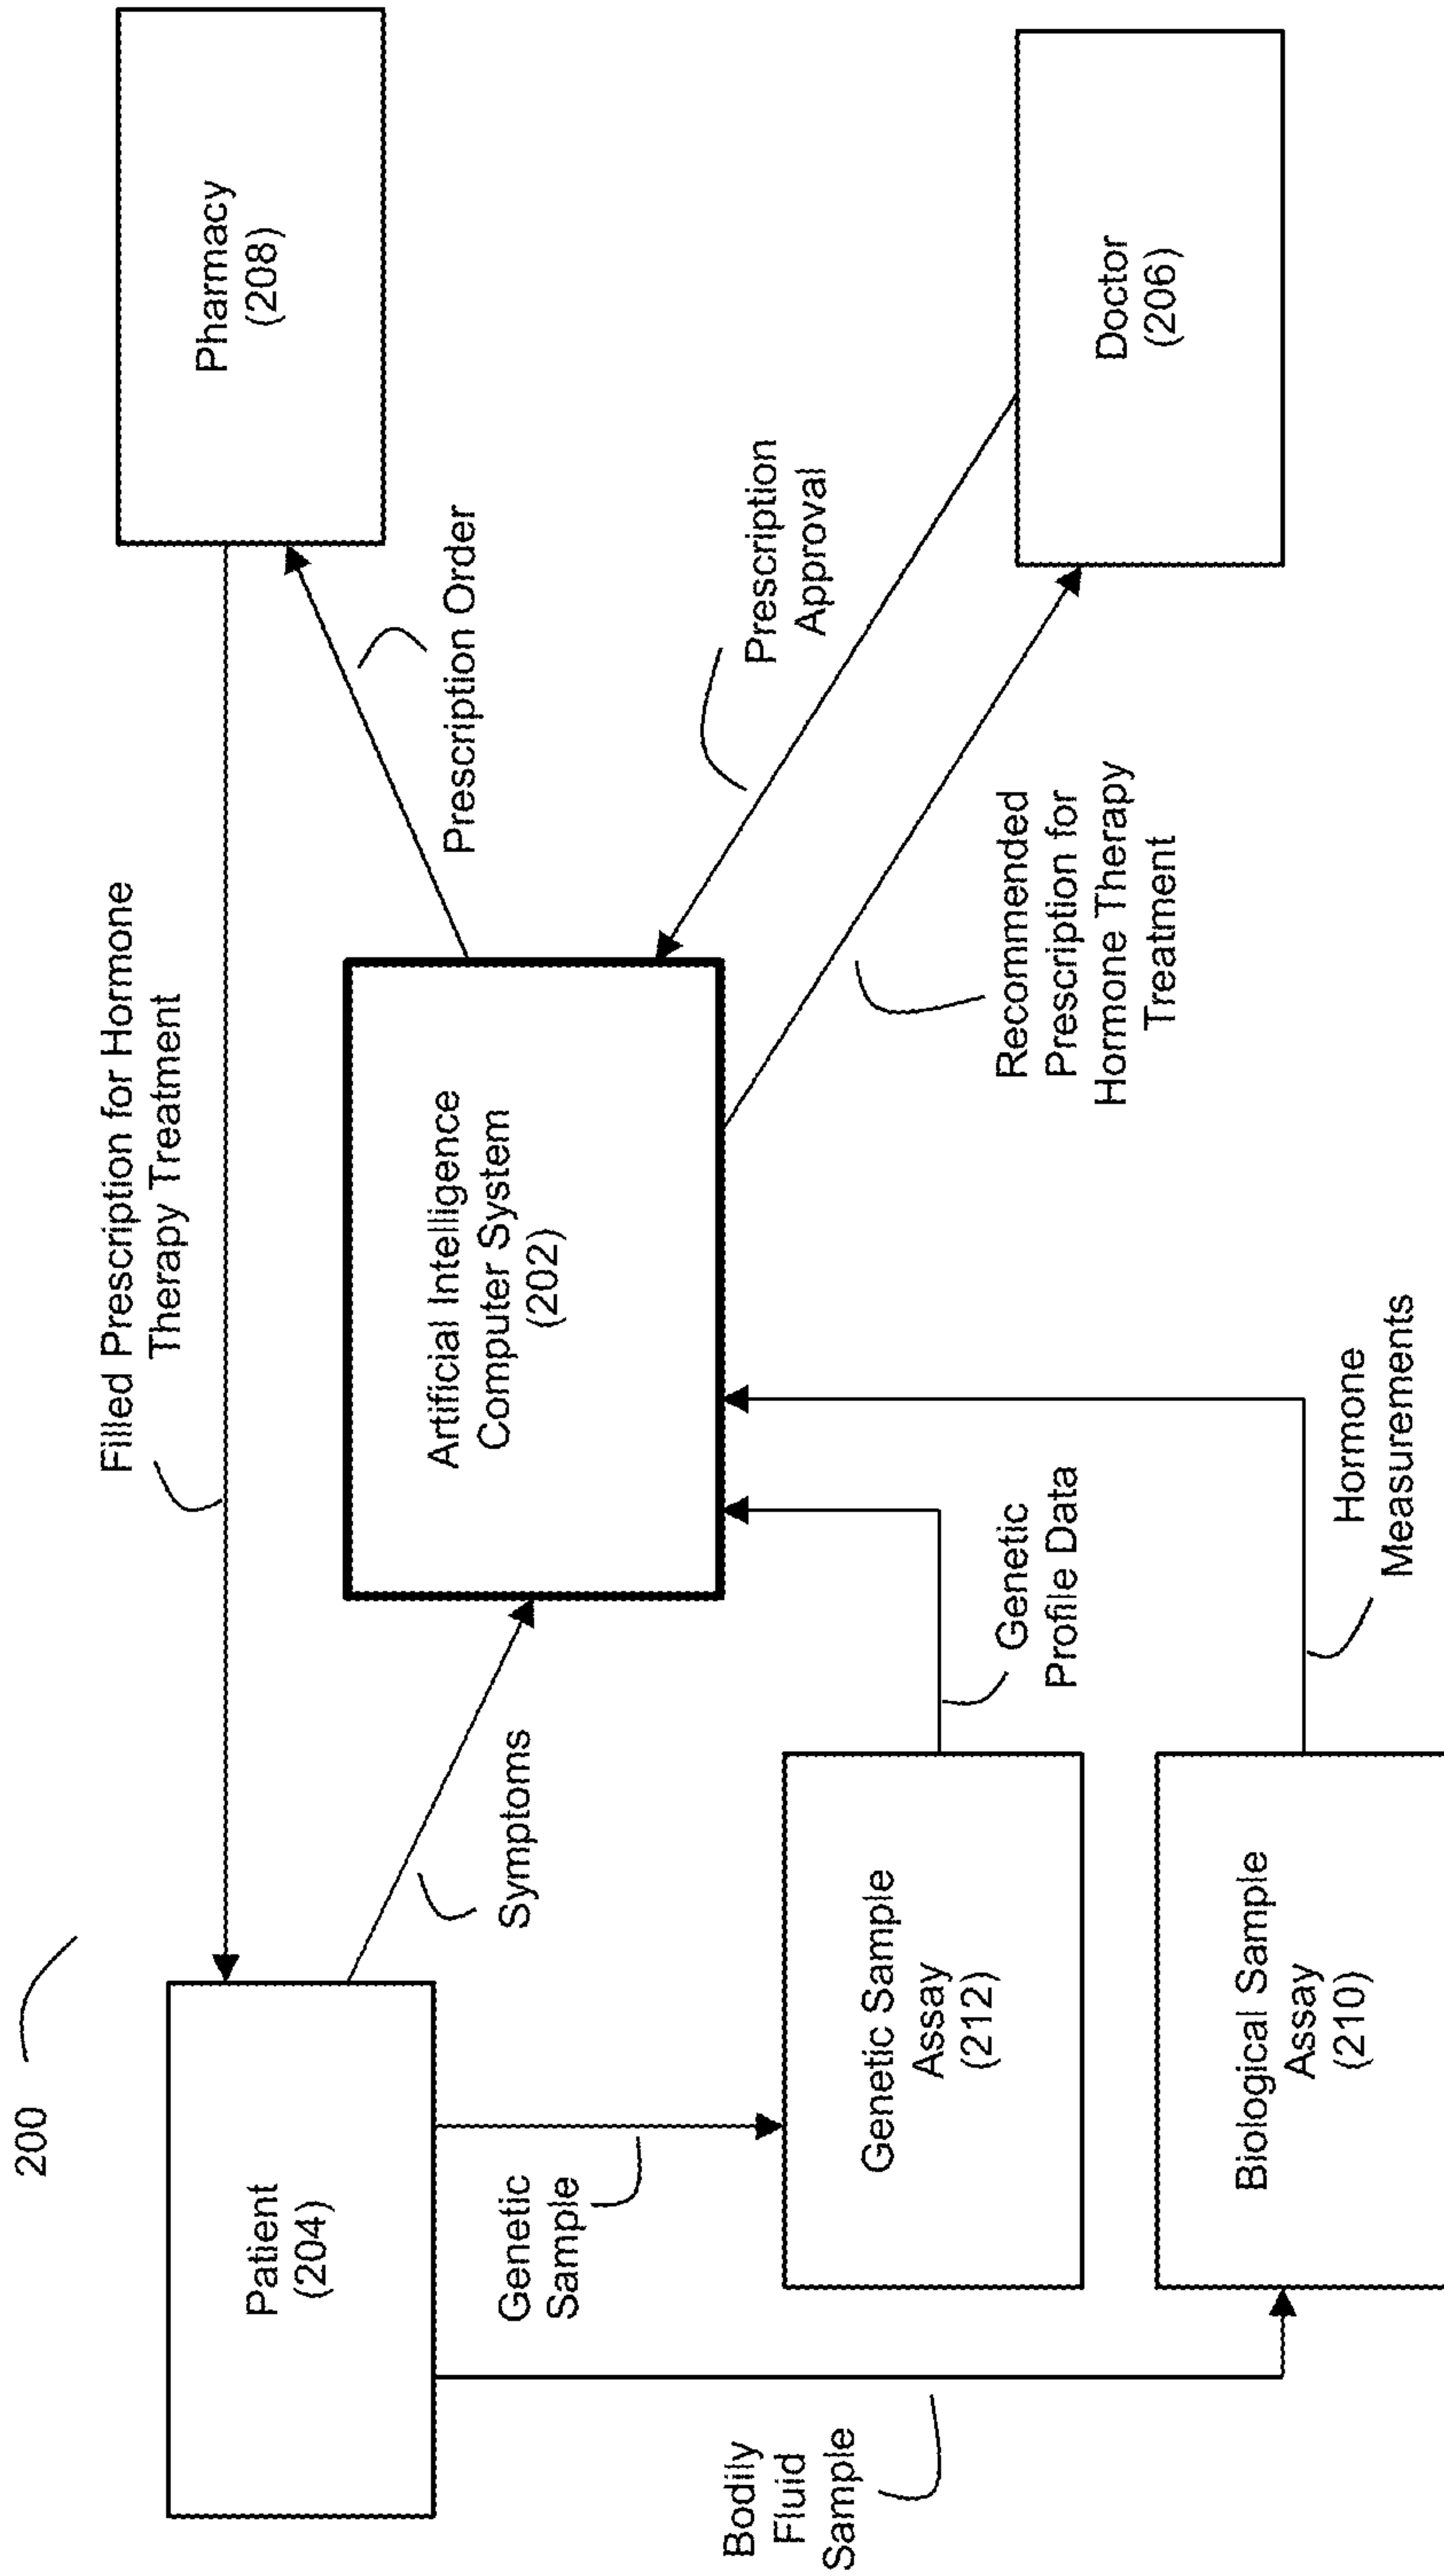 200
Filled Prescription for Hormone
Therapy Treatment
Patient
(204)
Pharmacy
(208)
Symptoms
Artificial Intelligence
Computer System
(202)
Prescription Order
Genetic
Sample
Bodily
Fluid
Sample
Genetic Sample
Assay
(212)
Genetic
Profile Data
Prescription
Approval
Recommended
Prescription for
Hormone Therapy
Treatment
Doctor
(206)
Biological Sample
Assay
(210)
Hormone
Measurements